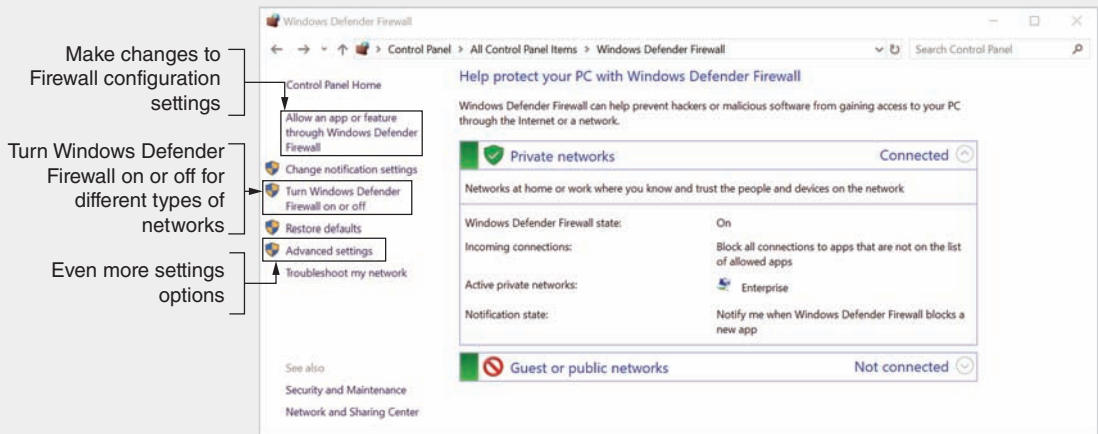 Make changes to
Firewall configuration
settings
Turn Windows Defender
Firewall on or off for
different types of
networks
Even more settings
options
Windows Defender Firewall
Control Panel > All Control Panel Items > Windows Defender Firewall
Search Control Panel
Control Panel Home
Allow an app or feature
through Windows Defender
Firewall
Change notification settings
Turn Windows Defender
Firewall on or off
Restore defaults
Advanced settings
Troubleshoot my network
See also
Security and Maintenance
Network and Sharing Center
Help protect your PC with Windows Defender Firewall
Windows Defender Firewall can help prevent hackers or malicious software from gaining access to your PC
through the Internet or a network.
Private networks Connected
Networks at home or work where you know and trust the people and devices on the network
Windows Defender Firewall state: On
Incoming connections: Block all connections to apps that are not on the list
of allowed apps
Active private networks: Enterprise
Notification state: Notify me when Windows Defender Firewall blocks a
new app
Guest or public networks Not connected